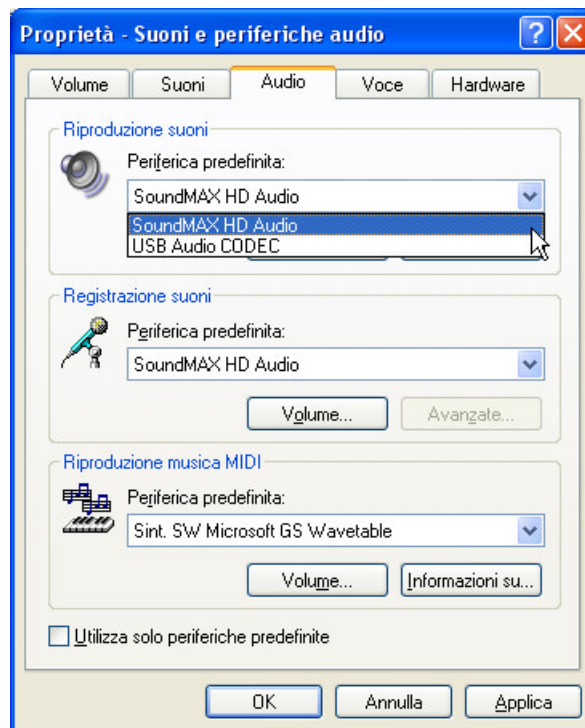 Proprietà - Suoni e periferiche audio
Volume Suoni Audio Voce Hardware
Riproduzione suoni
Periferica predefinita:
SoundMAX HD Audio
SoundMAX HD Audio
USB Audio CODEC
Registrazione suoni
Periferica predefinita:
SoundMAX HD Audio
Volume... Avanzate...
Riproduzione musica MIDI
Periferica predefinita:
Sint. SW Microsoft GS Wavetable
Volume... Informazioni su...
Utilizza solo periferiche predefinite
OK Annulla Applica